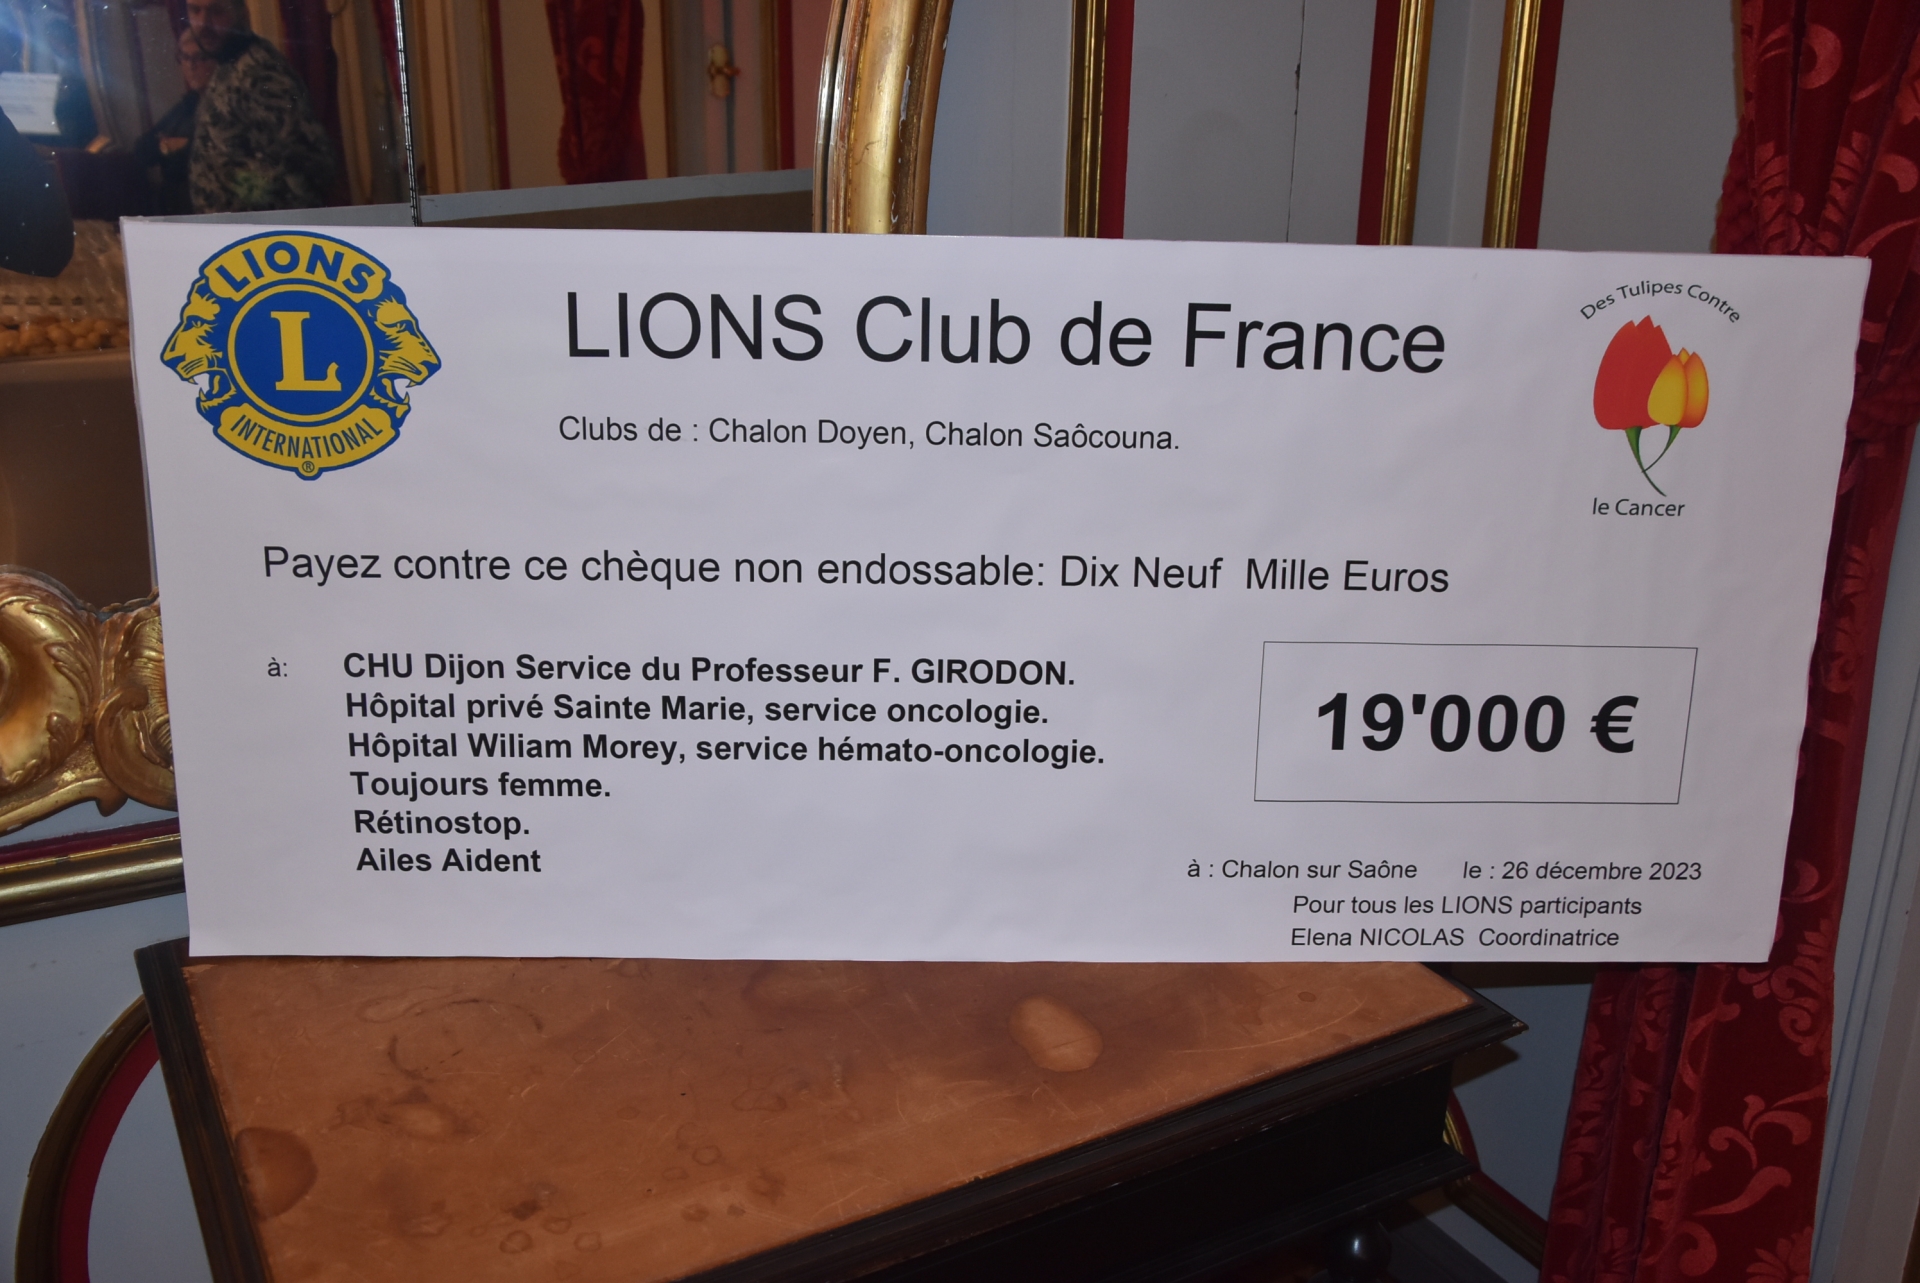 LIONS
L
INTERNATIONAL
®
LIONS Club de France
Clubs de : Chalon Doyen, Chalon Saôcouna.
Des Tulipes Contre
le Cancer
Payez contre ce chèque non endossable: Dix Neuf Mille Euros
à: CHU Dijon Service du Professeur F. GIRODON.
Hôpital privé Sainte Marie, service oncologie.
Hôpital Wiliam Morey, service hémato-oncologie.
Toujours femme.
Rétinostop.
Ailes Aident
19'000 €
à : Chalon sur Saône le : 26 décembre 2023
Pour tous les LIONS participants
Elena NICOLAS Coordinatrice